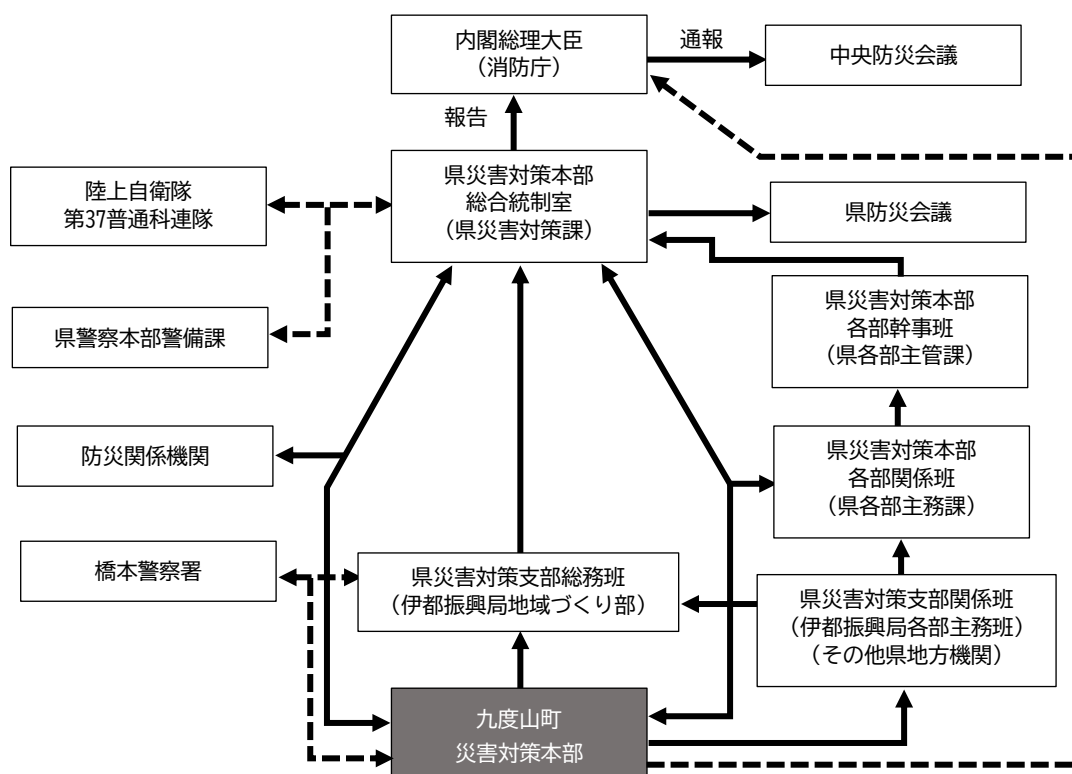 内閣総理大臣
（消防庁）
通報
中央防災会議
報告
陸上自衛隊
第37普通科連隊
県災害対策本部
総合統制室
（県災害対策課）
県防災会議
県警察本部警備課
県災害対策本部
各部幹事班
（県各部主管課）
防災関係機関
県災害対策本部
各部関係班
（県各部主務課）
橋本警察署
県災害対策支部総務班
（伊都振興局地域づくり部）
県災害対策支部関係班
（伊都振興局各部主務班）
（その他県地方機関）
九度山町
災害対策本部